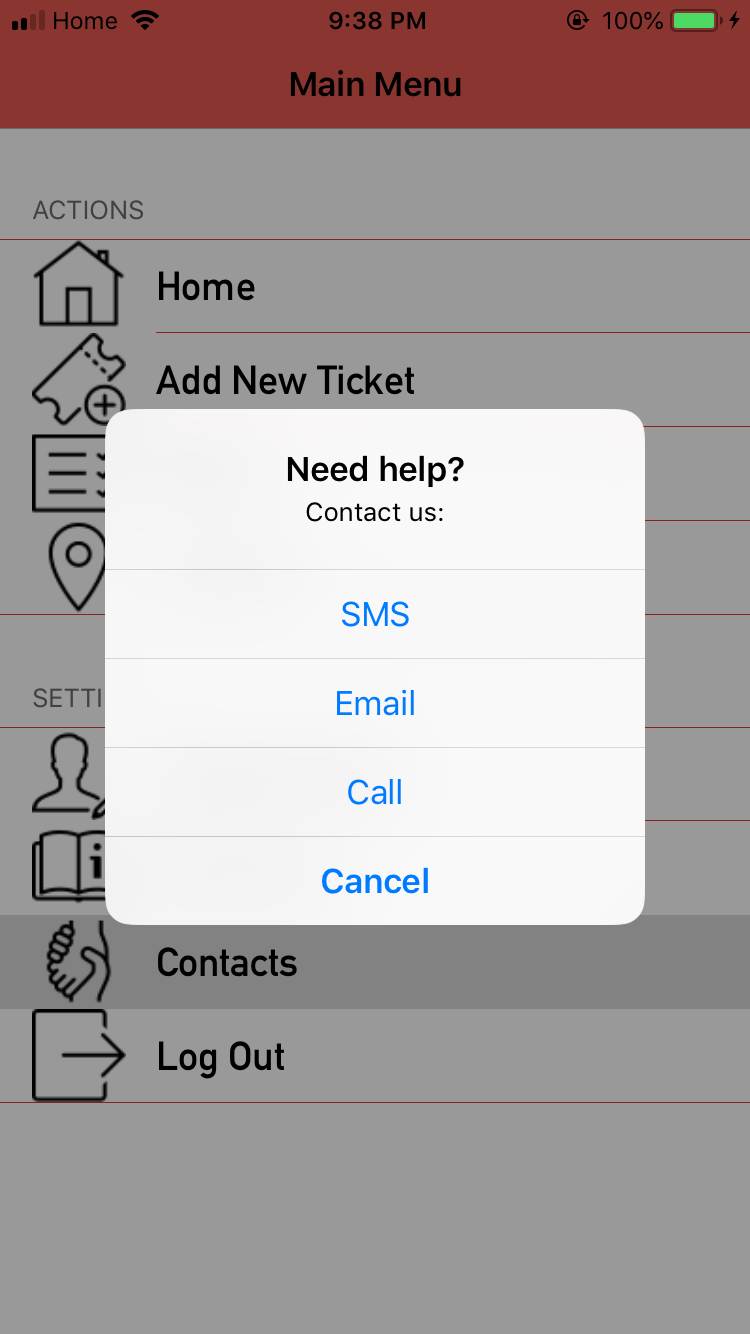 Home 9:38 PM 100%
Main Menu
ACTIONS
Home
Add New Ticket
Need help?
Contact us:
SMS
Email
Call
Cancel
SETTI
Contacts
Log Out